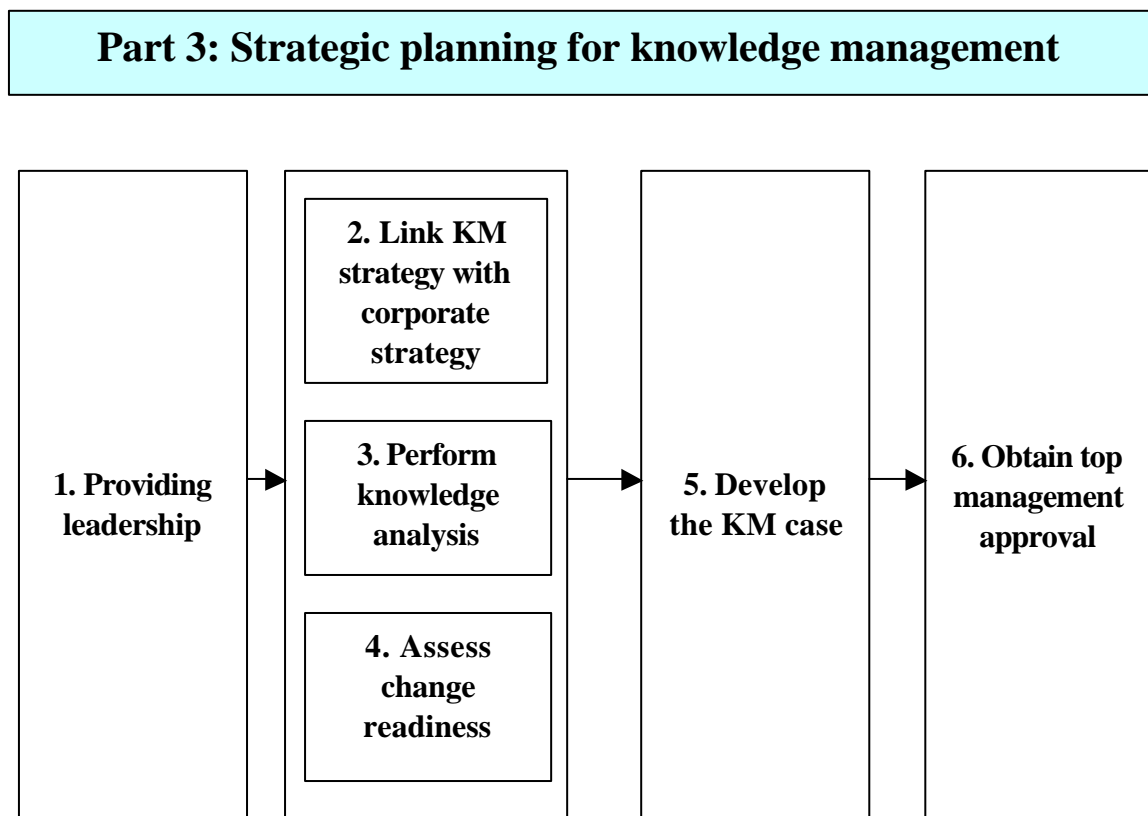 Part 3: Strategic planning for knowledge management
1. Providing
leadership
2. Link KM
strategy with
corporate
strategy
3. Perform
knowledge
analysis
4. Assess
change
readiness
5. Develop
the KM case
6. Obtain top
management
approval